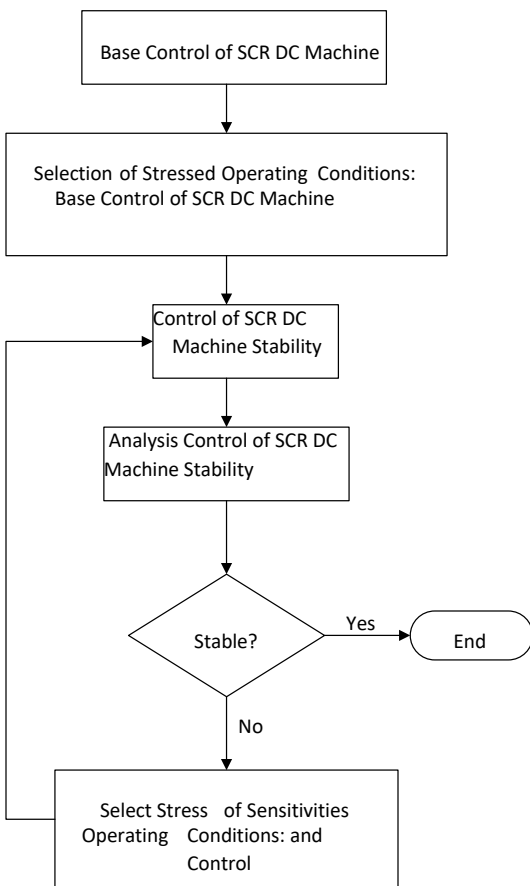 Base Control of SCR DC Machine
Selection of Stressed Operating Conditions:
Base Control of SCR DC Machine
Control of SCR DC
Machine Stability
Analysis Control of SCR DC
Machine Stability
Stable?
Yes
End
No
Select Stress of Sensitivities
Operating Conditions: and
Control